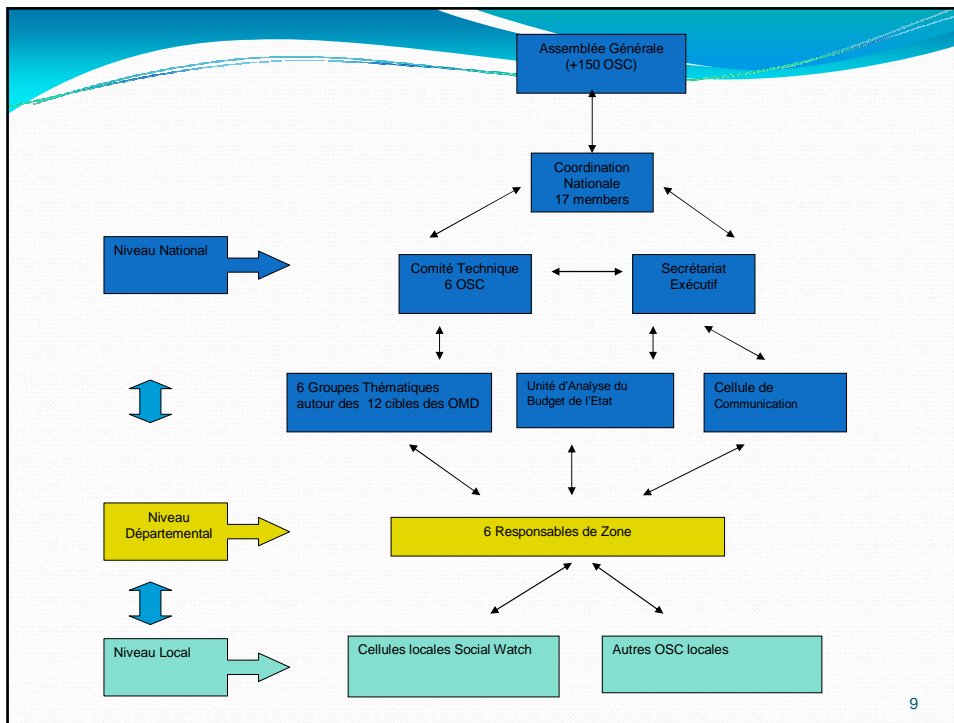 Assemblée Générale
(+150 OSC)
Coordination
Nationale
17 members
Niveau National
Comité Technique
6 OSC
Secrétariat
Exécutif
6 Groupes Thématiques
autour des 12 cibles des OMD
Unité d'Analyse du
Budget de l'Etat
Cellule de
Communication
Niveau
Départemental
6 Responsables de Zone
Niveau Local
Cellules locales Social Watch
Autres OSC locales
9